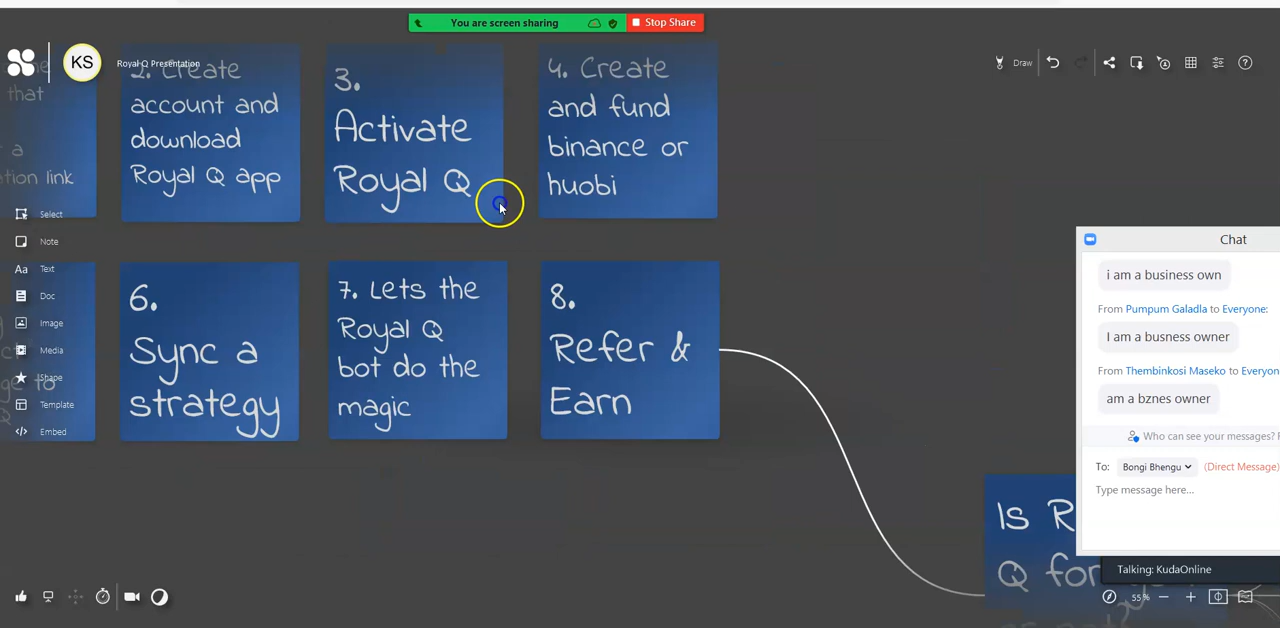 You are screen sharing
Stop Share
KS
Royal Q Presentation
Draw
that
a
tion link
2. Create
account and
download
Royal Q app
3.
Activate
Royal Q
4. Create
and fund
binance or
huobi
Select
Note
Text
Doc
Image
Media
Shape
Template
Embed
6.
Sync a
strategy
7. Lets the
Royal Q
bot do the
magic
8.
Refer &
Earn
Is R
Q for
Chat
i am a business own
From Pumpum Galadla to Everyone:
I am a busness owner
From Thembinkosi Maseko to Everyon
am a bznes owner
Who can see your messages?
To: Bongi Bhengu (Direct Message)
Type message here...
Talking: KudaOnline
55%